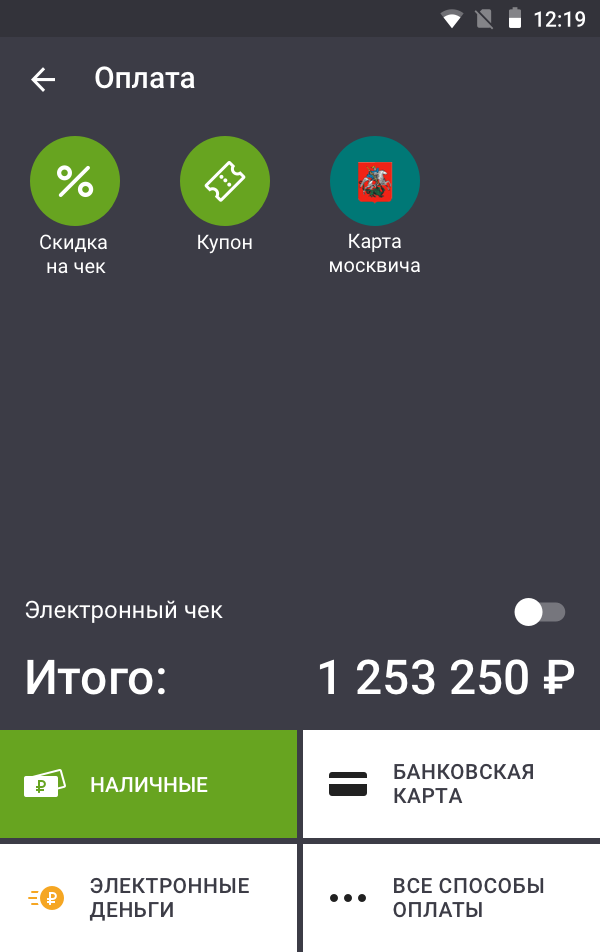 12:19
Оплата
Скидка
на чек
Купон
Карта
москвича
Электронный чек
Итого: 1 253 250 ₽
НАЛИЧНЫЕ
БАНКОВСКАЯ
КАРТА
ЭЛЕКТРОННЫЕ
ДЕНЬГИ
ВСЕ СПОСОБЫ
ОПЛАТЫ